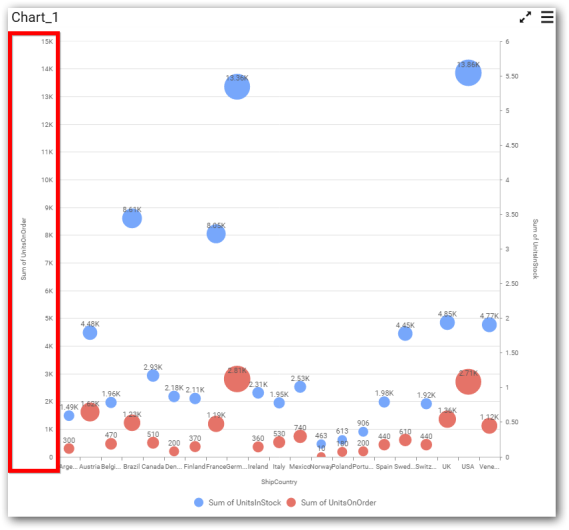 Chart_1
15K
14K
13K
12K
11K
10K
9K
8K
7K
6K
5K
4K
3K
2K
1K
0
Sum of UnitsOnOrder
6
5.50
5
4.50
4
3.50
3
2.50
2
1.50
1
0.50
0
Sum of UnitsInStock
13.36K
13.86K
8.61K
8.05K
4.48K
4.45K
4.85K
4.77K
1.49K
1.96K
2.93K
2.18K
2.11K
2.31K
1.95K
2.53K
463
613
906
1.98K
1.92K
2.81K
2.71K
300
470
1.22K
510
200
370
1.19K
360
530
740
200
440
610
440
1.12K
Arge... Austria Belgi... Brazil Canada Den... Finland France Germ... Ireland Italy Mexico Norway Poland Portu... Spain Swed... Switz... UK USA Vene...
ShipCountry
Sum of UnitsInStock Sum of UnitsOnOrder